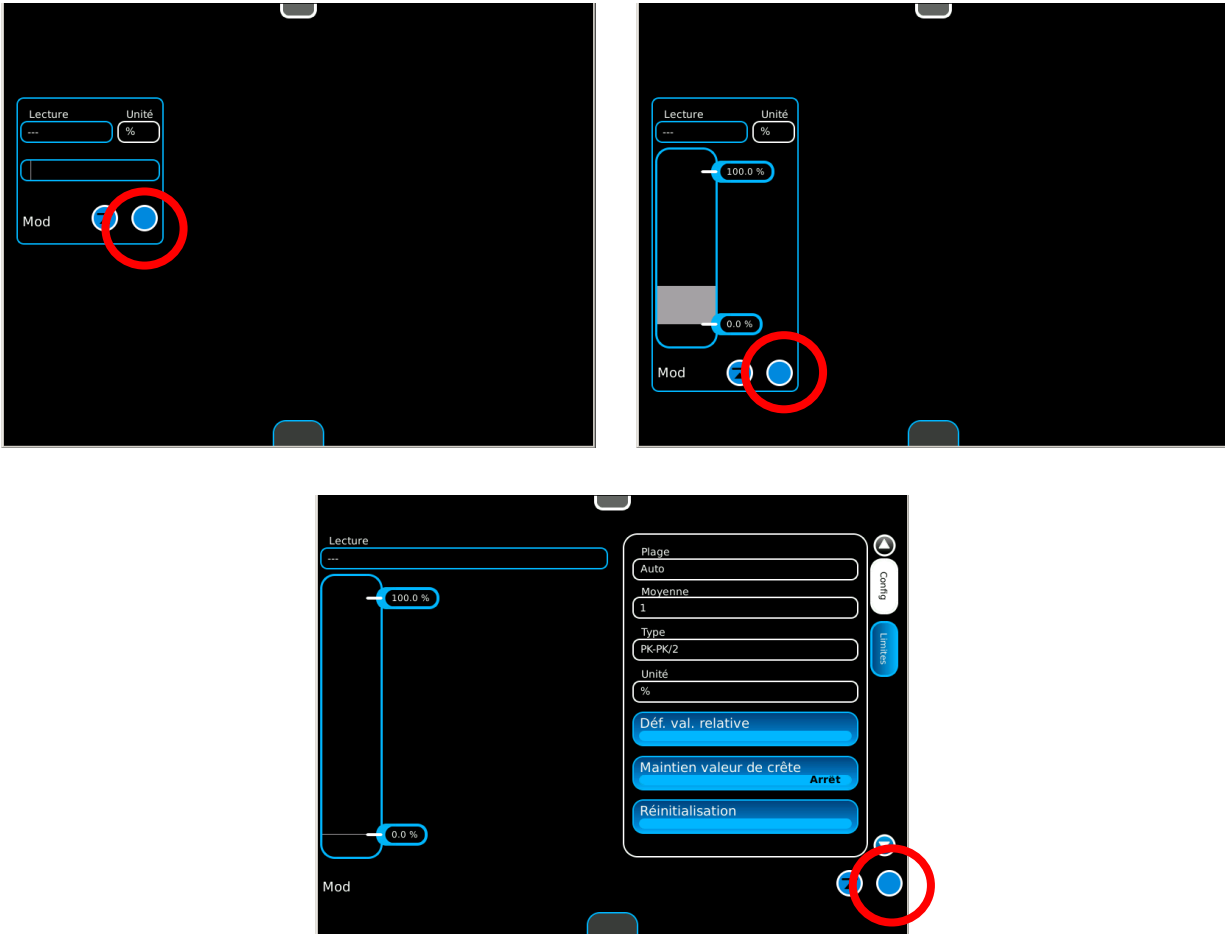 Lecture Unité
--- %
Mod
Lecture Unité
--- %
100.0 %
0.0 %
Mod
Lecture
---
100.0 %
0.0 %
Mod
Plage
Auto
Moyenne
1
Type
PK-PK/2
Unité
%
Déf. val. relative
Maintien valeur de crête
Arrêt
Réinitialisation
Config
Limites